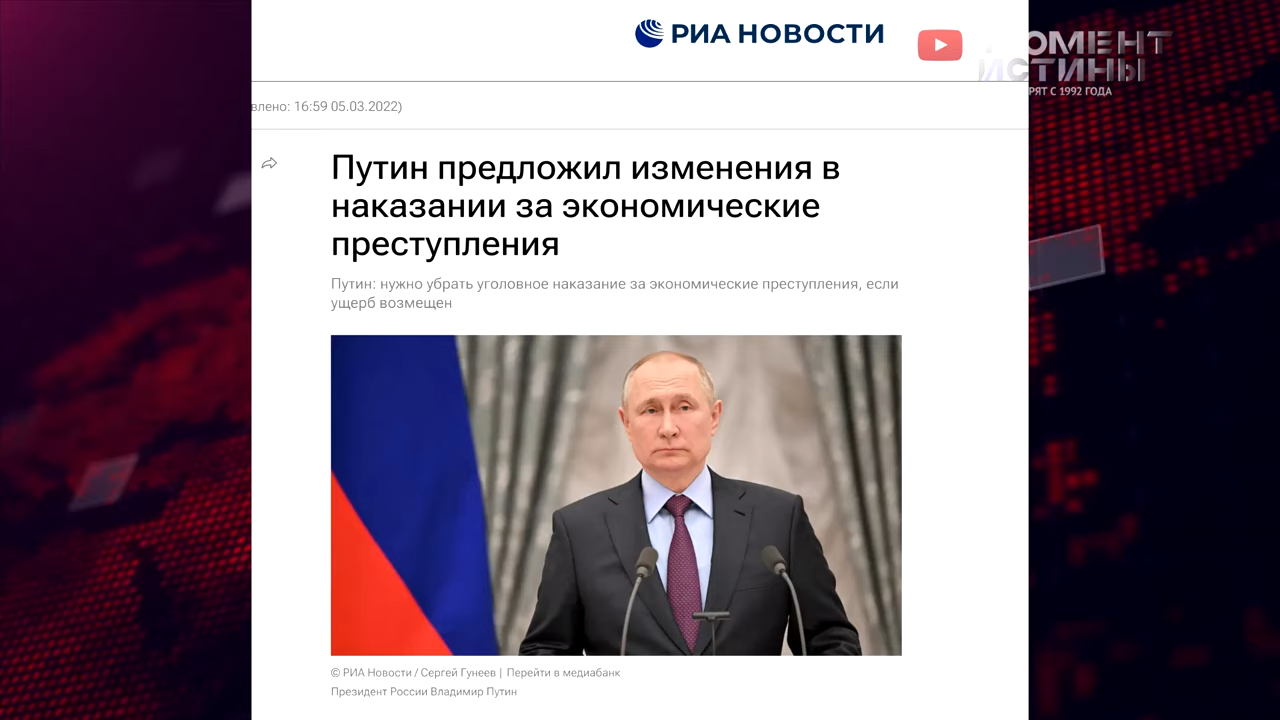 РИА НОВОСТИ
МОМЕНТ
ИСТИНЫ
РЯТ С 1992 ГОДА
влено: 16:59 05.03.2022)
Путин предложил изменения в
наказании за экономические
преступления
Путин: нужно убрать уголовное наказание за экономические преступления, если
ущерб возмещен
© РИА Новости / Сергей Гунеев | Перейти в медиабанк
Президент России Владимир Путин